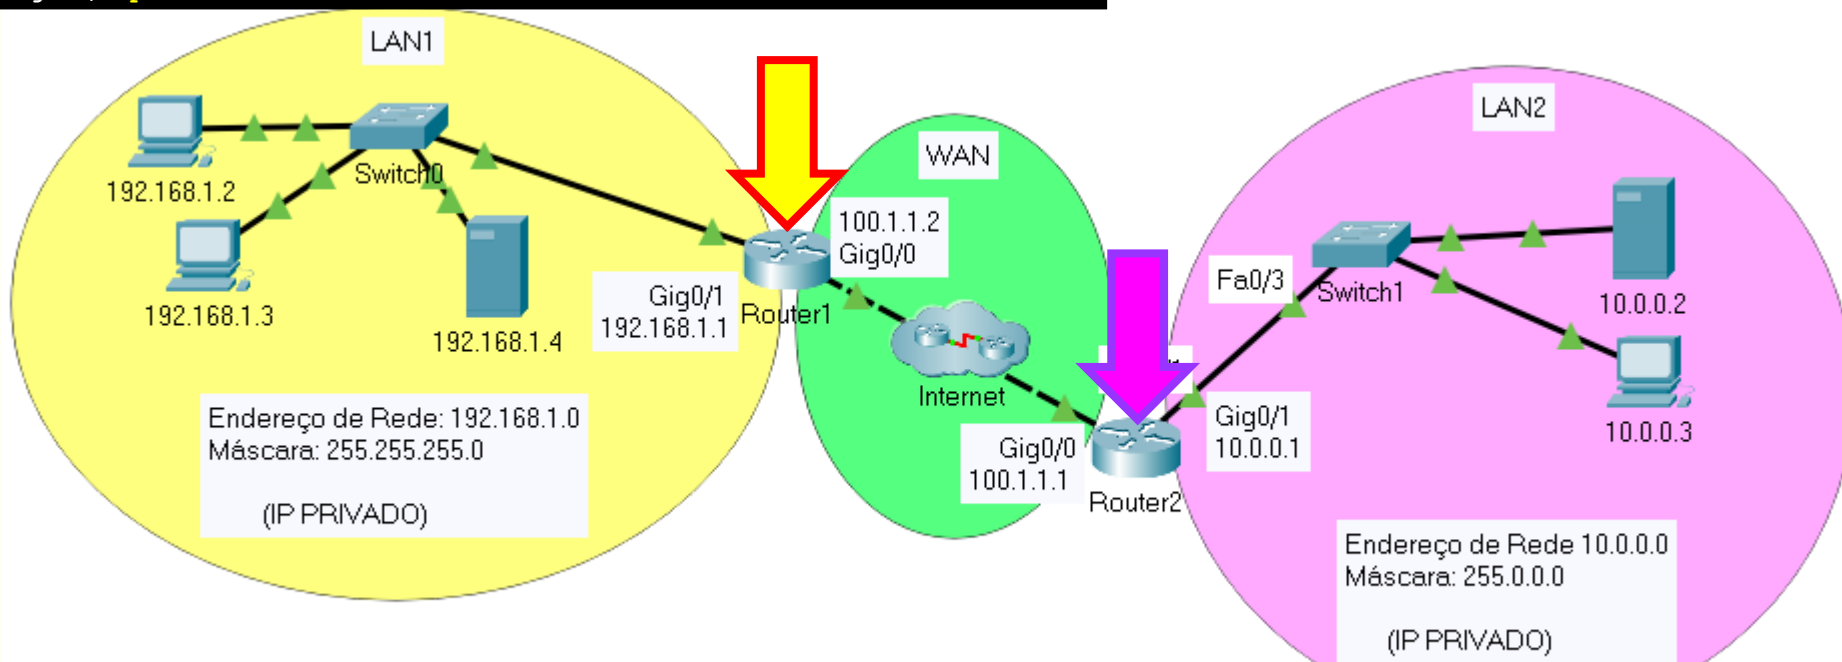 LAN1
192.168.1.2
Switch0
192.168.1.3
192.168.1.4
Gig0/1
192.168.1.1
Router1
100.1.1.2
Gig0/0
WAN
Internet
Gig0/0
100.1.1.1
Router2
Gig0/1
10.0.0.1
Fa0/3
Switch1
LAN2
10.0.0.2
10.0.0.3
Endereço de Rede: 192.168.1.0
Máscara: 255.255.255.0
(IP PRIVADO)
Endereço de Rede 10.0.0.0
Máscara: 255.0.0.0
(IP PRIVADO)